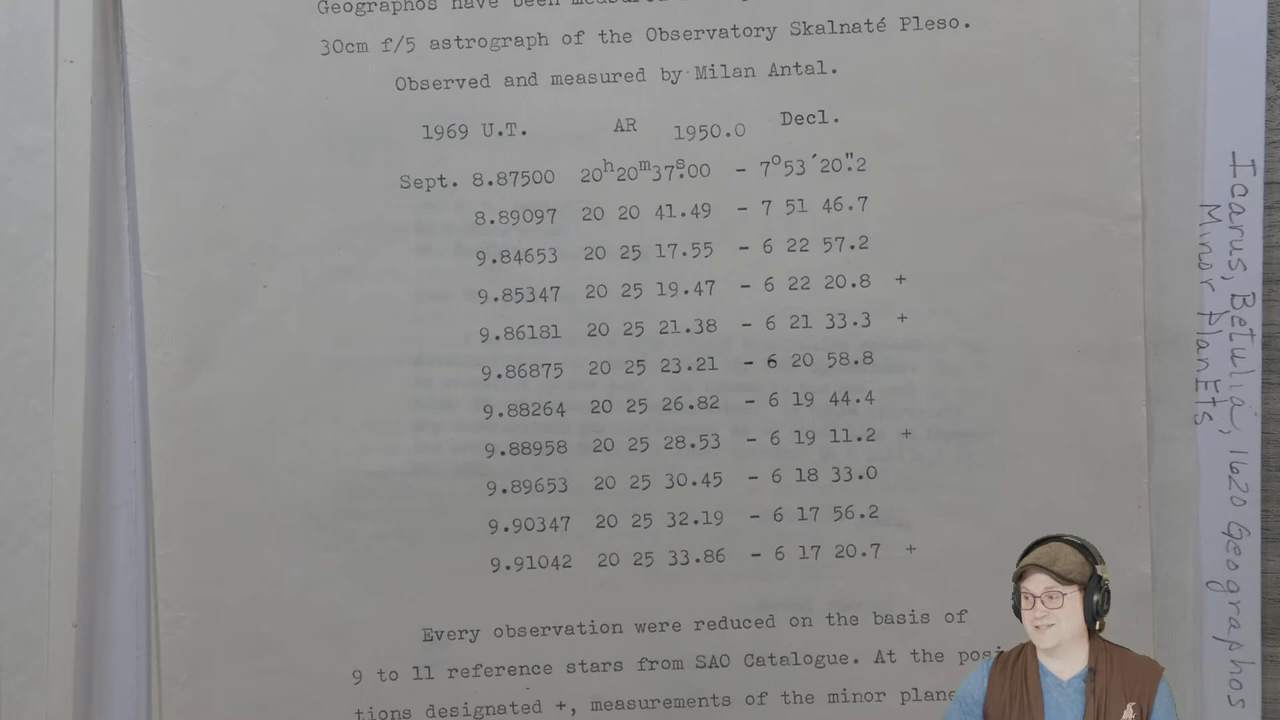 Geographos have been measured
30cm f/5 astrograph of the Observatory Skalnaté Pleso.
Observed and measured by Milan Antal.
1969 U.T. AR 1950.0 Decl.
Sept. 8.87500 20h20m37s.00 - 7°53´20".2
8.89097 20 20 41.49 - 7 51 46.7
9.84653 20 25 17.55 - 6 22 57.2
9.85347 20 25 19.47 - 6 22 20.8 +
9.86181 20 25 21.38 - 6 21 33.3 +
9.86875 20 25 23.21 - 6 20 58.8
9.88264 20 25 26.82 - 6 19 44.4
9.88958 20 25 28.53 - 6 19 11.2 +
9.89653 20 25 30.45 - 6 18 33.0
9.90347 20 25 32.19 - 6 17 56.2
9.91042 20 25 33.86 - 6 17 20.7 +
Every observation were reduced on the basis of
9 to 11 reference stars from SAO Catalogue. At the posi
tions designated +, measurements of the minor plane
Icarus, Betulia, 1620 Geographos
Minor PlanEts